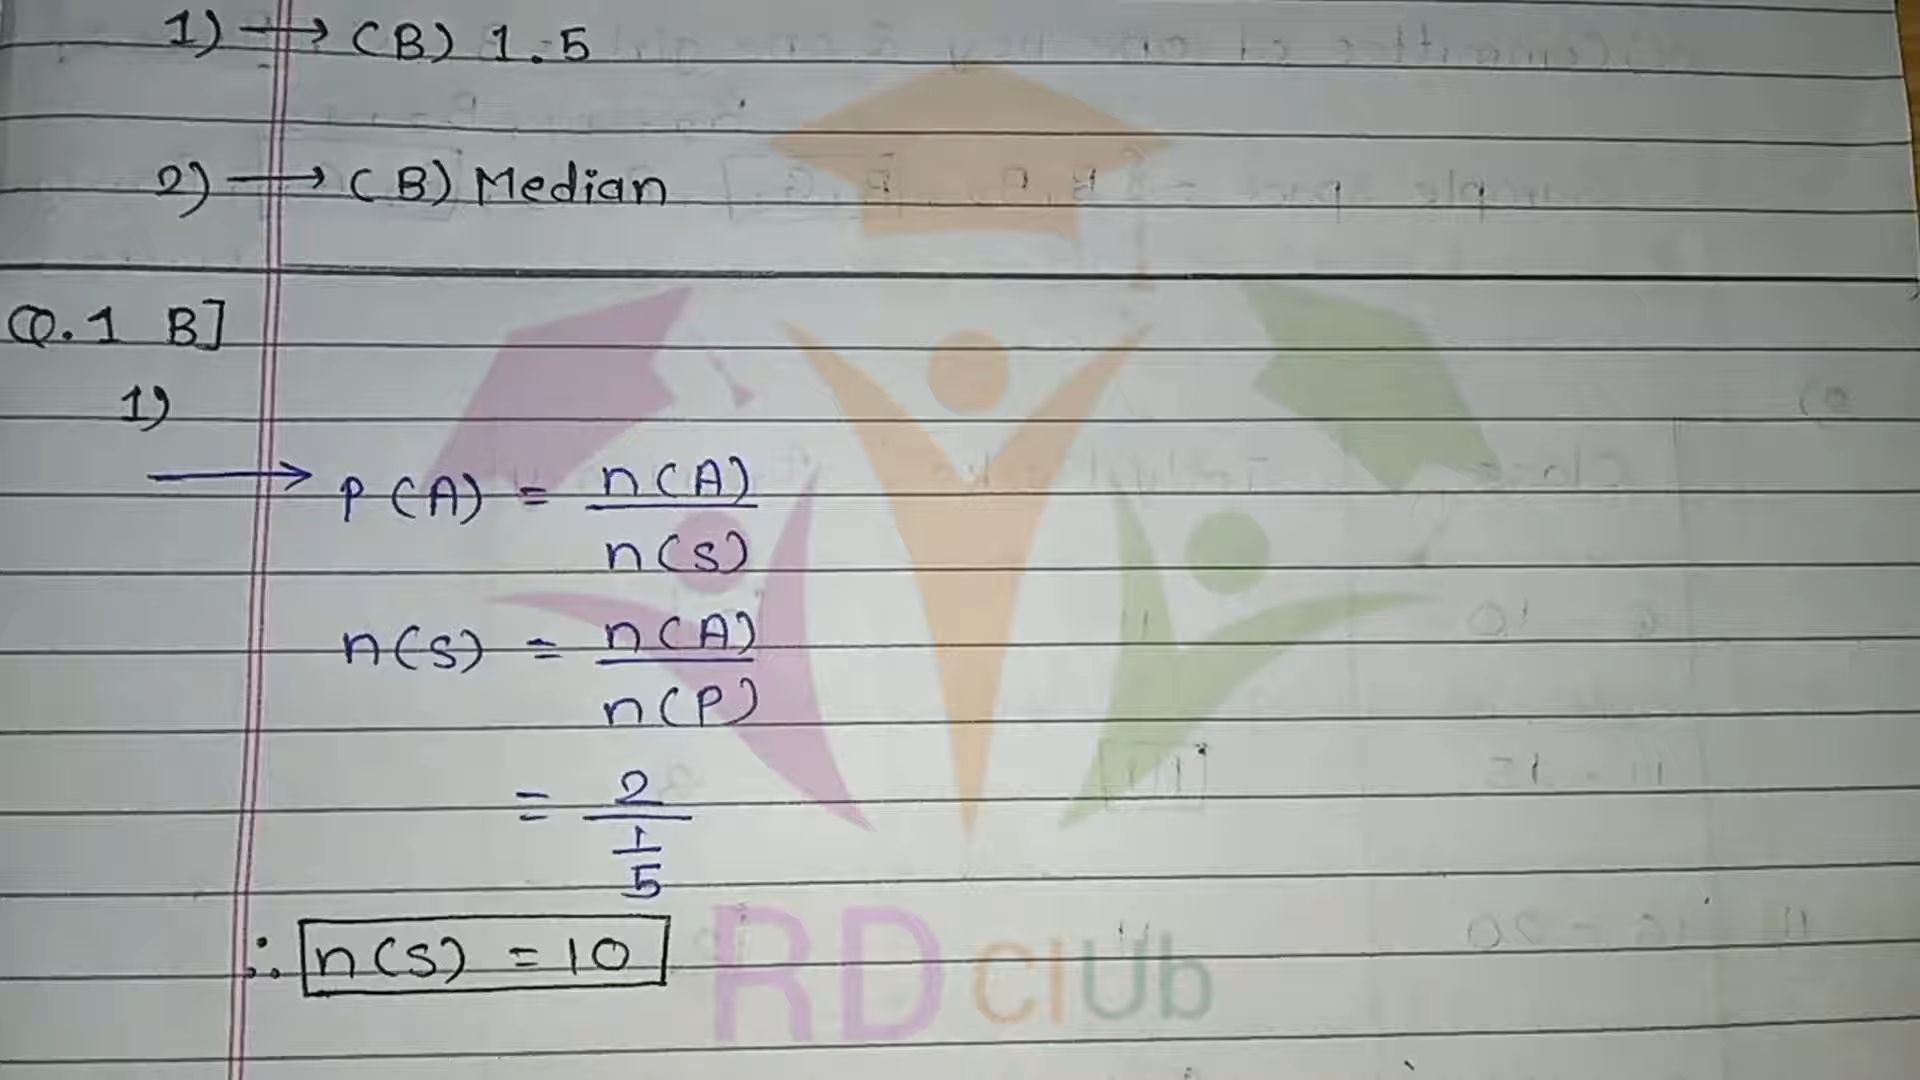 1) → (B) 1.5
2) → (B) Median
Q.1 B]
1)
→ P(A) = n(A) / n(S)
n(S) = n(A) / n(P)
= 2 / 1/5
∴ n(S) = 10
RD club